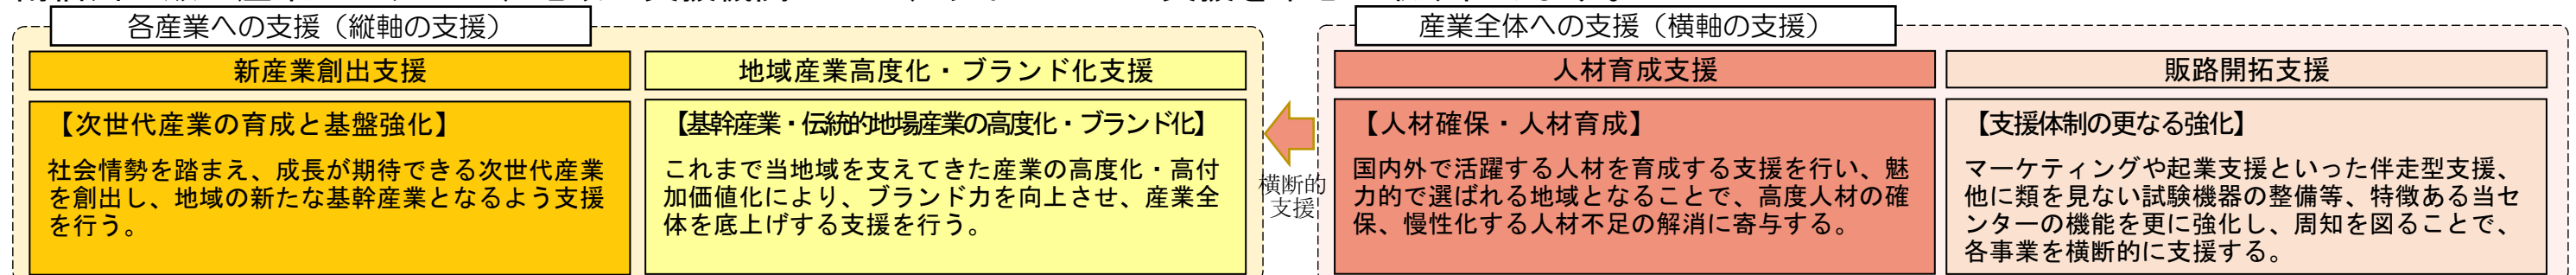 各産業への支援（縦軸の支援）
新産業創出支援
【次世代産業の育成と基盤強化】
社会情勢を踏まえ、成長が期待できる次世代産業
を創出し、地域の新たな基幹産業となるよう支援
を行う。
地域産業高度化・ブランド化支援
【基幹産業・伝統的地場産業の高度化・ブランド化】
これまで当地域を支えてきた産業の高度化・高付
加価値化により、ブランド力を向上させ、産業全
体を底上げする支援を行う。
横断的
支援
産業全体への支援（横軸の支援）
人材育成支援
【人材確保・人材育成】
国内外で活躍する人材を育成する支援を行い、魅
力的で選ばれる地域となることで、高度人材の確
保、慢性化する人材不足の解消に寄与する。
販路開拓支援
【支援体制の更なる強化】
マーケティングや起業支援といった伴走型支援、
他に類を見ない試験機器の整備等、特徴ある当セ
ンターの機能を更に強化し、周知を図ることで、
各事業を横断的に支援する。